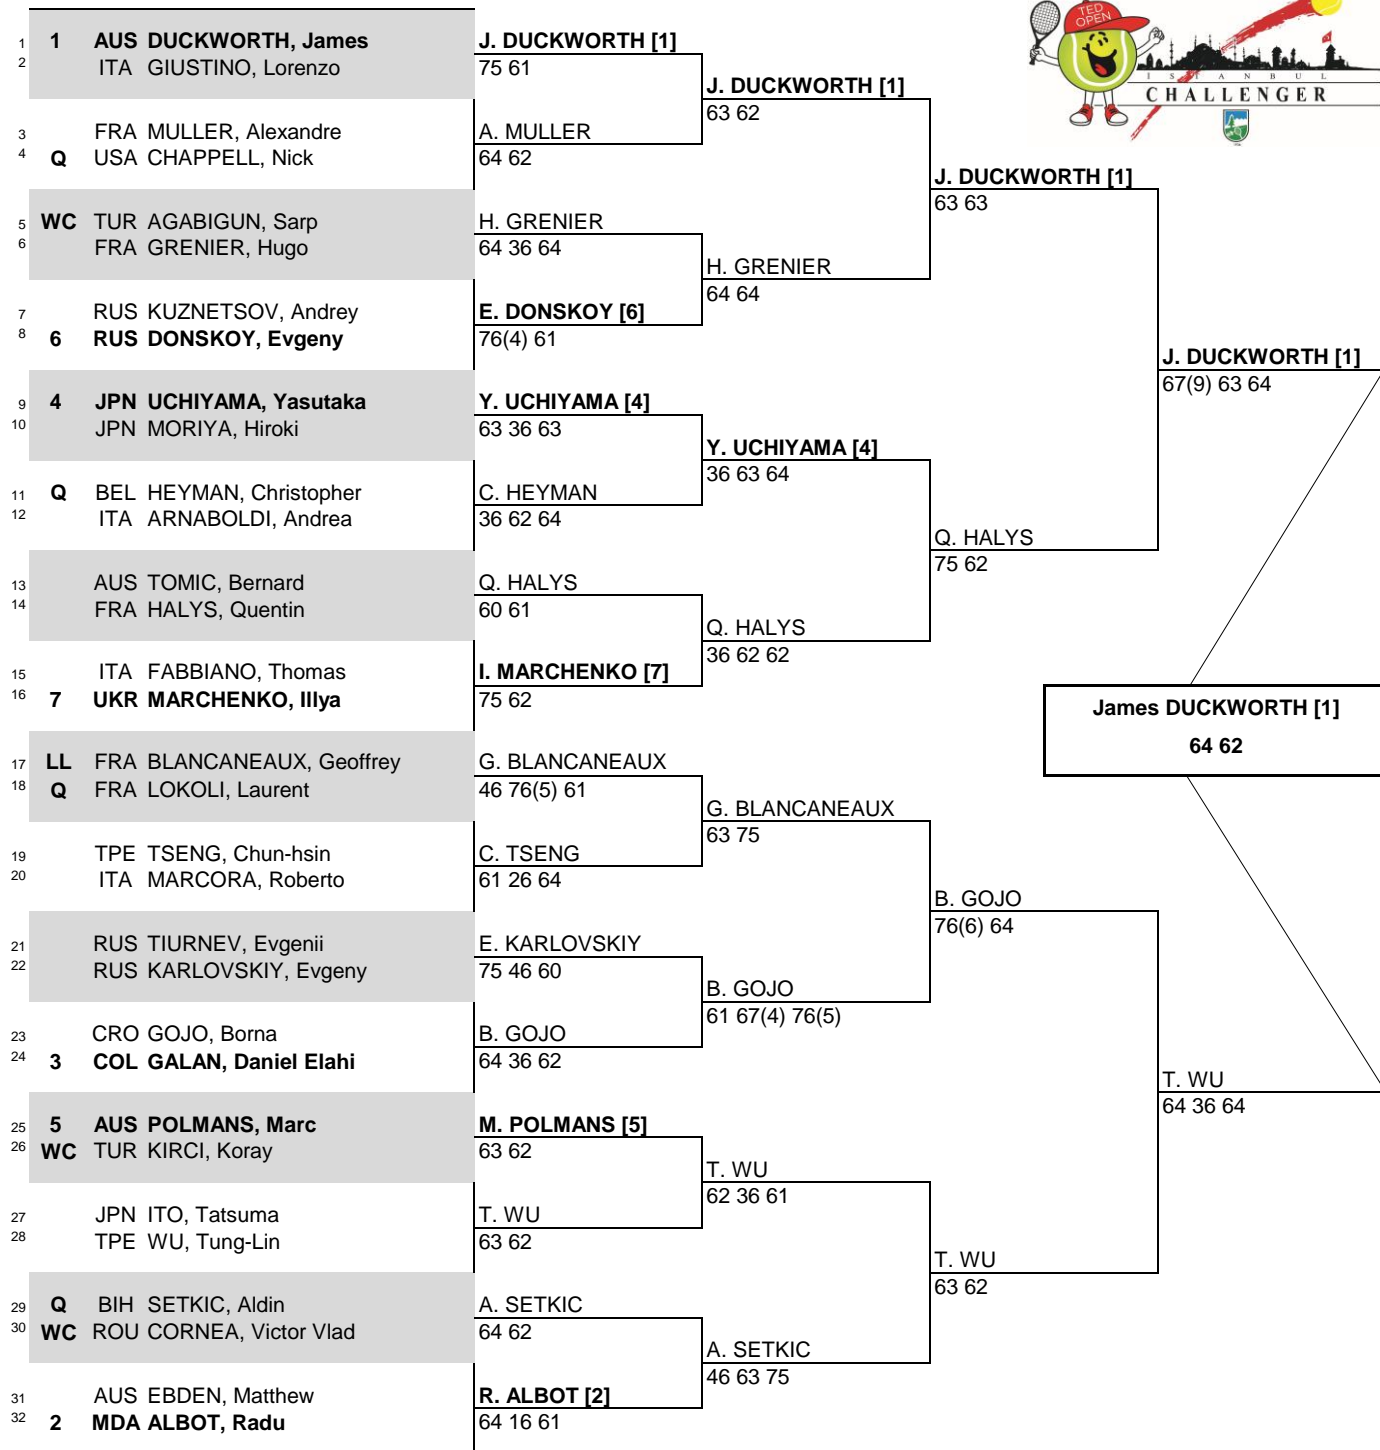 TED
OPEN
ISTANBUL
CHALLENGER
1 1 AUS DUCKWORTH, James
2 ITA GIUSTINO, Lorenzo
3 FRA MULLER, Alexandre
4 Q USA CHAPPELL, Nick
5 WC TUR AGABIGUN, Sarp
6 FRA GRENIER, Hugo
7 RUS KUZNETSOV, Andrey
8 6 RUS DONSKOY, Evgeny
9 4 JPN UCHIYAMA, Yasutaka
10 JPN MORIYA, Hiroki
11 Q BEL HEYMAN, Christopher
12 ITA ARNABOLDI, Andrea
13 AUS TOMIC, Bernard
14 FRA HALYS, Quentin
15 ITA FABBIANO, Thomas
16 7 UKR MARCHENKO, Illya
17 LL FRA BLANCANEAUX, Geoffrey
18 Q FRA LOKOLI, Laurent
19 TPE TSENG, Chun-hsin
20 ITA MARCORA, Roberto
21 RUS TIURNEV, Evgenii
22 RUS KARLOVSKIY, Evgeny
23 CRO GOJO, Borna
24 3 COL GALAN, Daniel Elahi
25 5 AUS POLMANS, Marc
26 WC TUR KIRCI, Koray
27 JPN ITO, Tatsuma
28 TPE WU, Tung-Lin
29 Q BIH SETKIC, Aldin
30 WC ROU CORNEA, Victor Vlad
31 AUS EBDEN, Matthew
32 2 MDA ALBOT, Radu
J. DUCKWORTH [1]
75 61
A. MULLER
64 62
H. GRENIER
64 36 64
E. DONSKOY [6]
76(4) 61
Y. UCHIYAMA [4]
63 36 63
C. HEYMAN
36 62 64
Q. HALYS
60 61
I. MARCHENKO [7]
75 62
G. BLANCANEAUX
46 76(5) 61
C. TSENG
61 26 64
E. KARLOVSKIY
75 46 60
B. GOJO
64 36 62
M. POLMANS [5]
63 62
T. WU
63 62
A. SETKIC
64 62
R. ALBOT [2]
64 16 61
J. DUCKWORTH [1]
63 62
H. GRENIER
64 64
Y. UCHIYAMA [4]
36 63 64
Q. HALYS
36 62 62
G. BLANCANEAUX
63 75
B. GOJO
61 67(4) 76(5)
T. WU
62 36 61
A. SETKIC
46 63 75
J. DUCKWORTH [1]
63 63
Q. HALYS
75 62
B. GOJO
76(6) 64
T. WU
63 62
J. DUCKWORTH [1]
67(9) 63 64
T. WU
64 36 64
James DUCKWORTH [1]
64 62